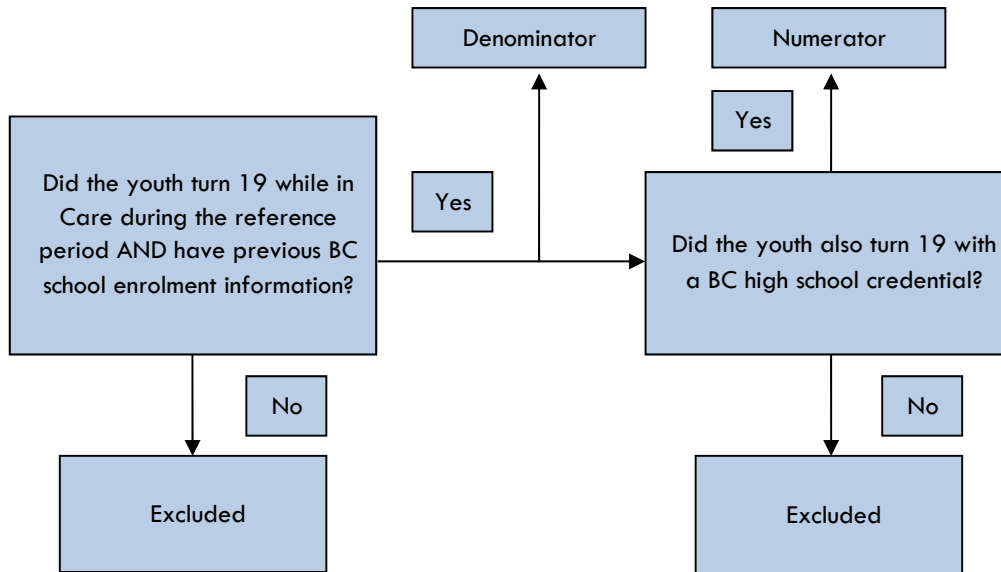 Denominator
Numerator
Yes
Did the youth turn 19 while in
Care during the reference
period AND have previous BC
school enrolment information?
Yes
Did the youth also turn 19 with
a BC high school credential?
No
No
Excluded
Excluded